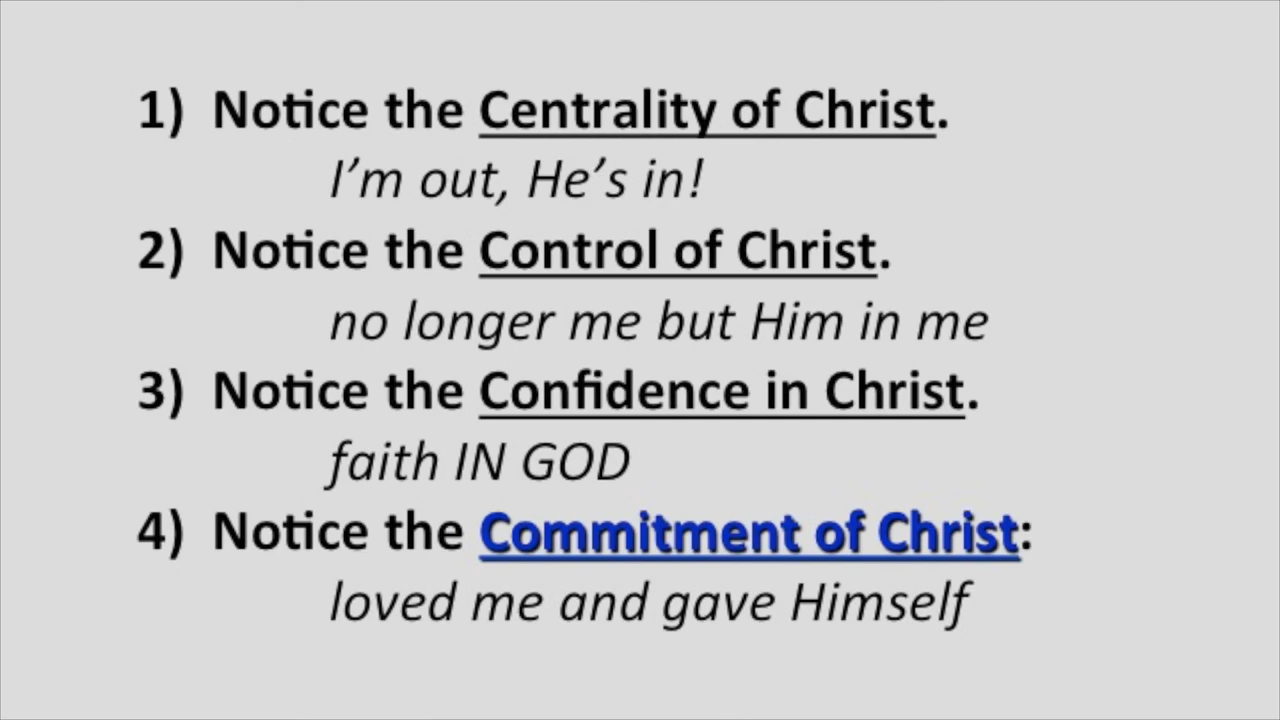 1) Notice the Centrality of Christ.
I’m out, He’s in!
2) Notice the Control of Christ.
no longer me but Him in me
3) Notice the Confidence in Christ.
faith IN GOD
4) Notice the Commitment of Christ:
loved me and gave Himself